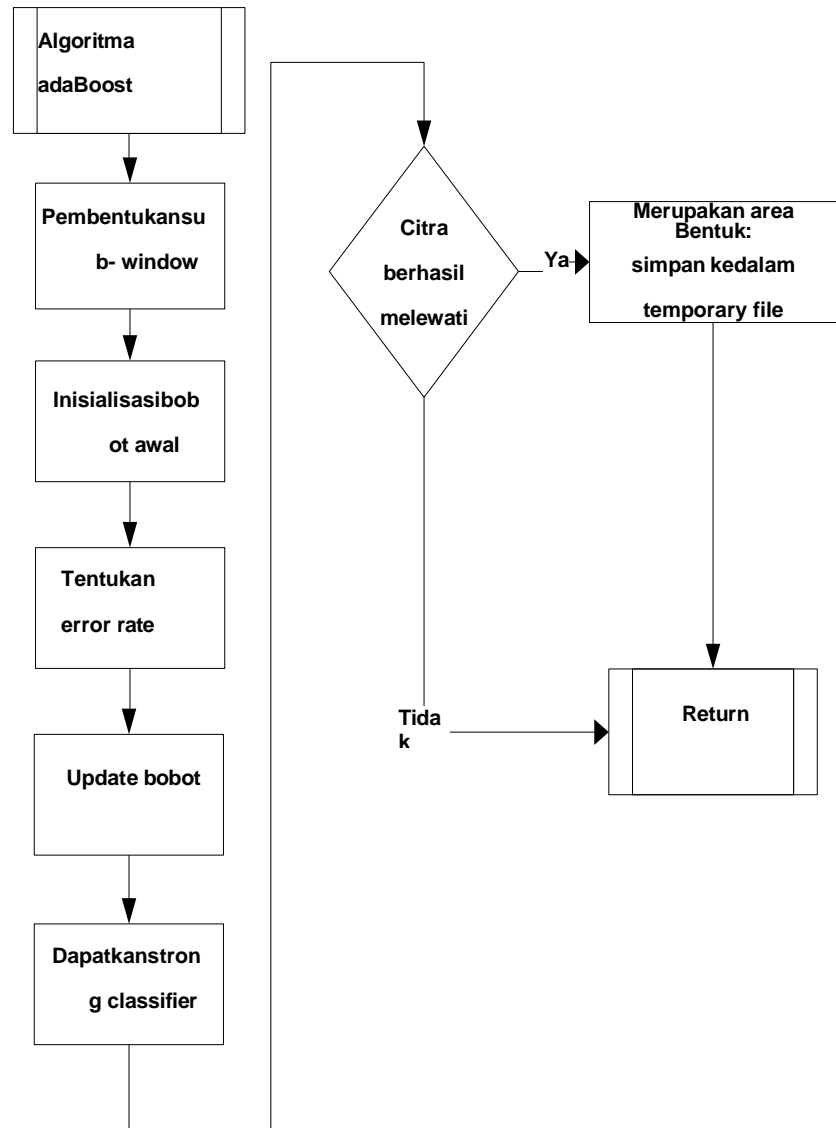 Algoritma
adaBoost
Pembentukansu
b- window
Inisialisasibob
ot awal
Tentukan
error rate
Update bobot
Dapatkanstron
g classifier
Citra
berhasil
melewati
Ya
Merupakan area
Bentuk:
simpan kedalam
temporary file
Tida
k
Return